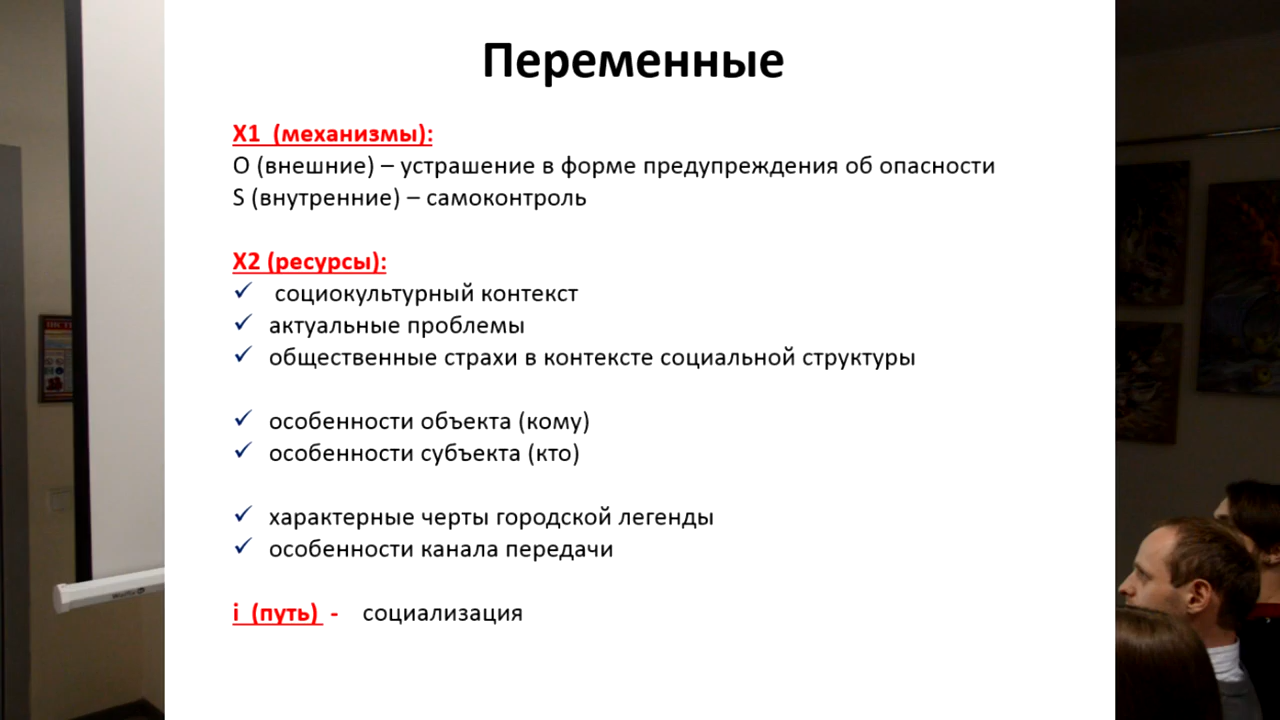 Переменные
X1 (механизмы):
O (внешние) – устрашение в форме предупреждения об опасности
S (внутренние) – самоконтроль
X2 (ресурсы):
✓ социокультурный контекст
✓ актуальные проблемы
✓ общественные страхи в контексте социальной структуры
✓ особенности объекта (кому)
✓ особенности субъекта (кто)
✓ характерные черты городской легенды
✓ особенности канала передачи
i (путь) - социализация